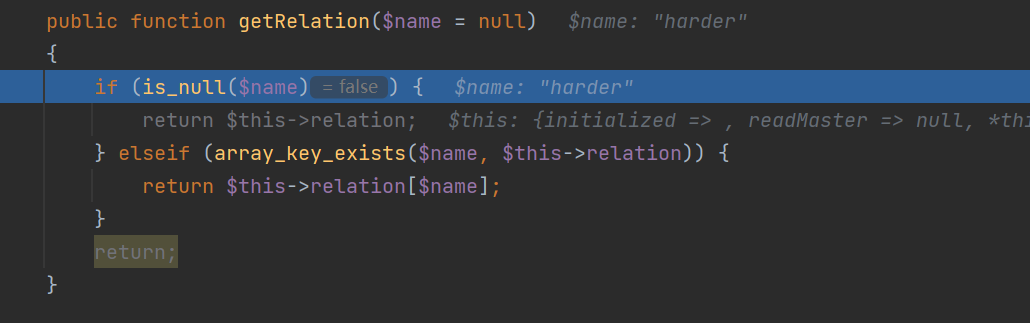 public function getRelation($name = null)   $name: "harder"
{
    if (is_null($name) = false ) {   $name: "harder"
        return $this->relation;   $this: {initialized => , readMaster => null, *thi
    } elseif (array_key_exists($name, $this->relation)) {
        return $this->relation[$name];
    }
    return;
}